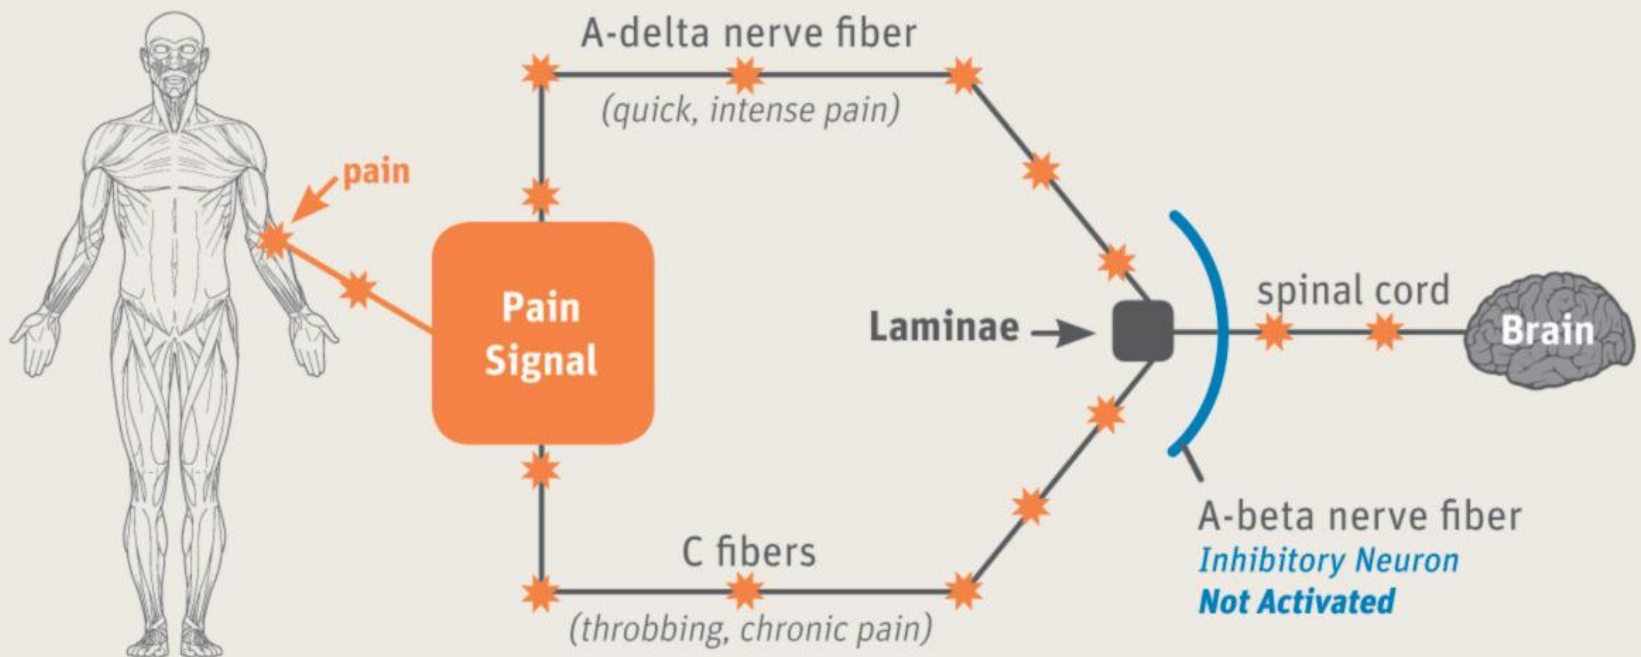 A-delta nerve fiber
(quick, intense pain)
pain
Pain
Signal
Laminae
spinal cord
Brain
C fibers
(throbbing, chronic pain)
A-beta nerve fiber
Inhibitory Neuron
Not Activated